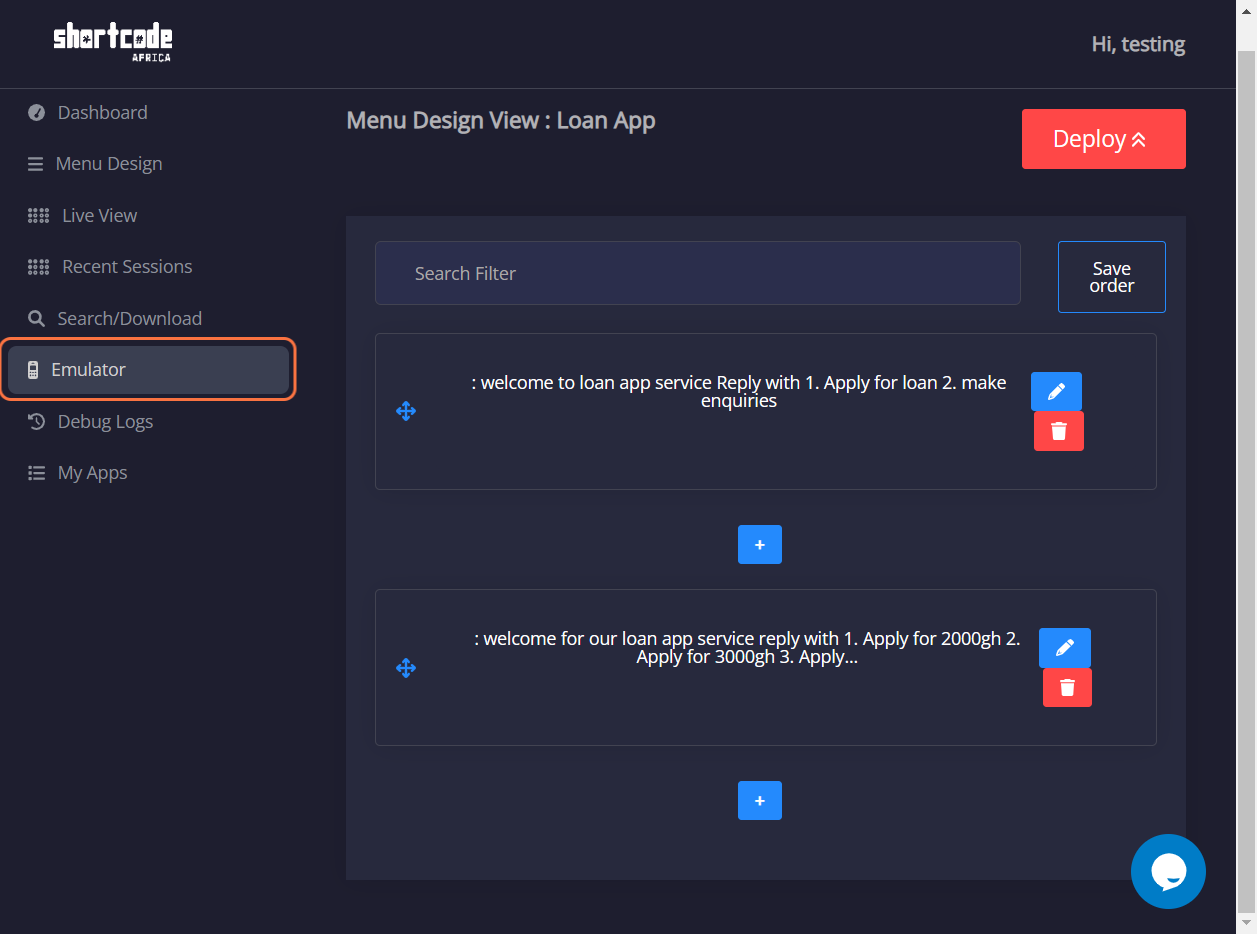 shortcode
AFRICA
Hi, testing
Dashboard
Menu Design
Live View
Recent Sessions
Search/Download
Emulator
Debug Logs
My Apps
Menu Design View : Loan App
Deploy
Search Filter
Save
order
: welcome to loan app service Reply with 1. Apply for loan 2. make
enquiries
+
: welcome for our loan app service reply with 1. Apply for 2000gh 2.
Apply for 3000gh 3. Apply...
+